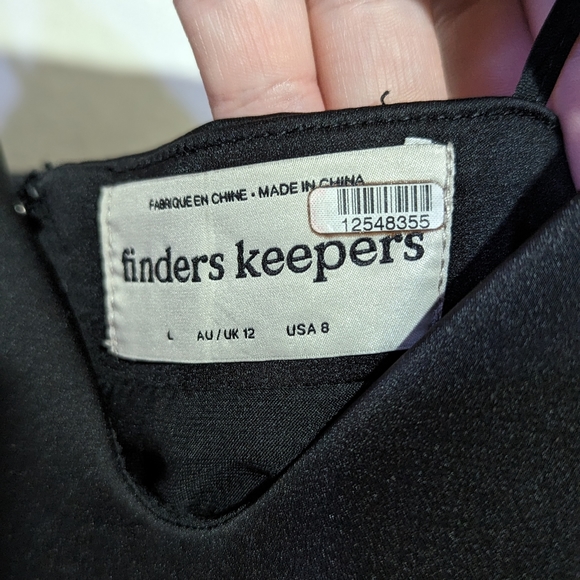 FABRIQUE EN CHINE • MADE IN CHINA
12548355
finders keepers
L AU / UK 12 USA 8